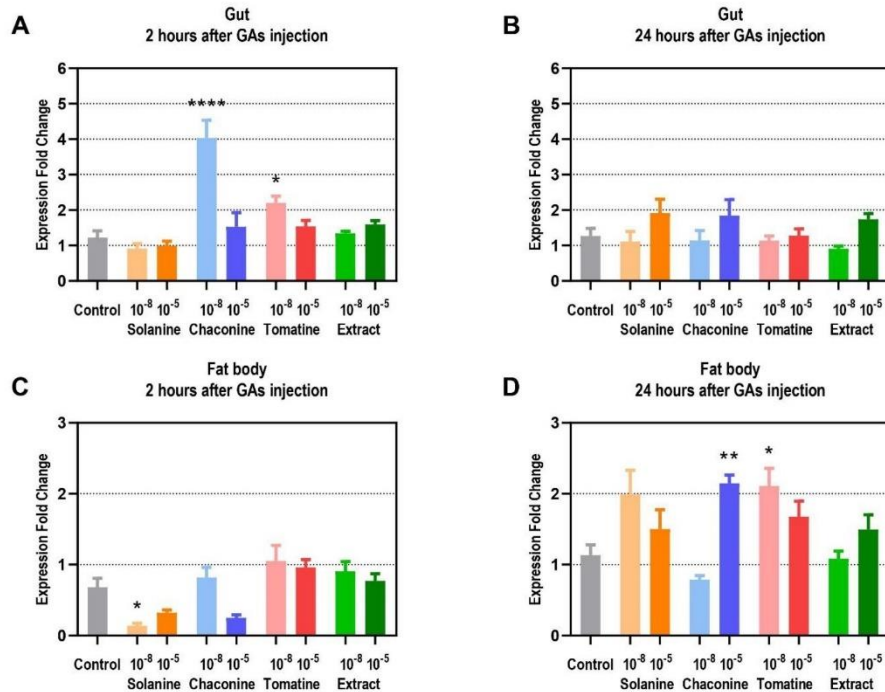 A
Gut
2 hours after GAs injection
Expression Fold Change
6
5
4
3
2
1
0
****
*
Control
10⁻⁸ 10⁻⁵ 10⁻⁸ 10⁻⁵ 10⁻⁸ 10⁻⁵ 10⁻⁸ 10⁻⁵
Solanine Chaconine Tomatine Extract
B
Gut
24 hours after GAs injection
Expression Fold Change
6
5
4
3
2
1
0
Control
10⁻⁸ 10⁻⁵ 10⁻⁸ 10⁻⁵ 10⁻⁸ 10⁻⁵ 10⁻⁸ 10⁻⁵
Solanine Chaconine Tomatine Extract
C
Fat body
2 hours after GAs injection
Expression Fold Change
3
2
1
0
*
Control
10⁻⁸ 10⁻⁵ 10⁻⁸ 10⁻⁵ 10⁻⁸ 10⁻⁵ 10⁻⁸ 10⁻⁵
Solanine Chaconine Tomatine Extract
D
Fat body
24 hours after GAs injection
Expression Fold Change
3
2
1
0
**
*
Control
10⁻⁸ 10⁻⁵ 10⁻⁸ 10⁻⁵ 10⁻⁸ 10⁻⁵ 10⁻⁸ 10⁻⁵
Solanine Chaconine Tomatine Extract